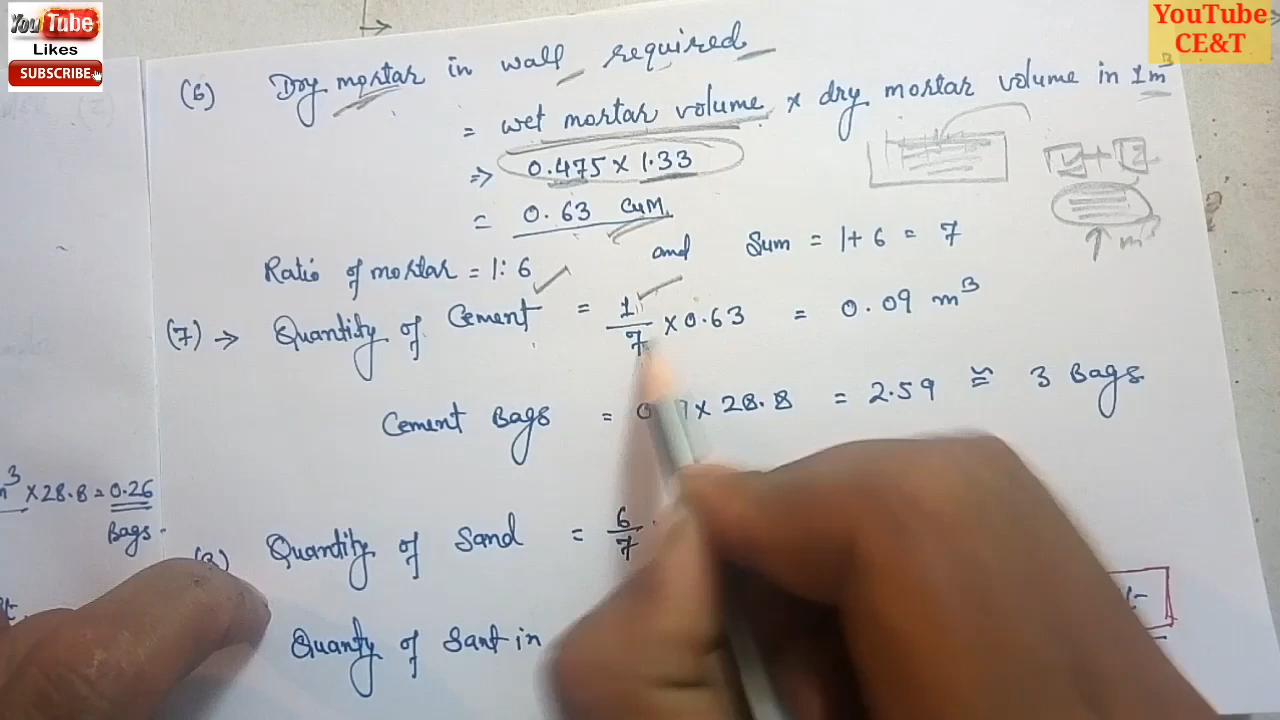 YouTube
Likes
SUBSCRIBE
YouTube
CE&T
(6) Dry mortar in wall required
= wet mortar volume × dry mortar volume in 1m³
=> 0.475 × 1.33
= 0.63 CuM
Ratio of mortar = 1:6 and Sum = 1+6 = 7
(7) → Quantity of Cement = 1/7 × 0.63 = 0.09 m³
Cement Bags = × 28.8 = 2.59 ≅ 3 Bags
m³ × 28.8 = 0.26
Bags.
Quantity of Sand = 6/7
Quanty of Sant in